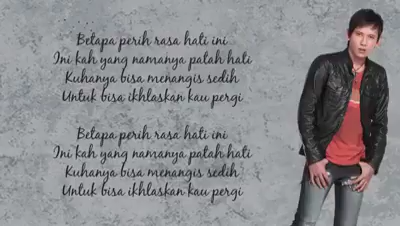 Betapa perih rasa hati ini
Ini kah yang namanya patah hati
Kuhanya bisa menangis sedih
Untuk bisa ikhlaskan kau pergi
Betapa perih rasa hati ini
Ini kah yang namanya patah hati
Kuhanya bisa menangis sedih
Untuk bisa ikhlaskan kau pergi